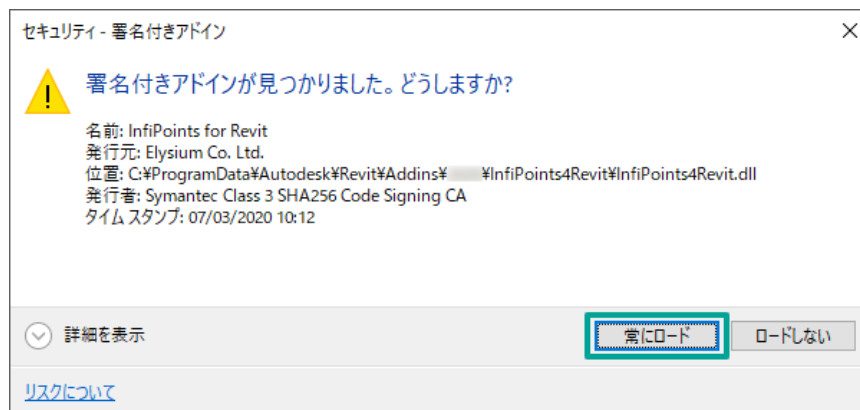 セキュリティ - 署名付きアドイン
署名付きアドインが見つかりました。どうしますか?
名前: InfiPoints for Revit
発行元: Elysium Co. Ltd.
位置: C:¥ProgramData¥Autodesk¥Revit¥Addins¥ ¥InfiPoints4Revit¥InfiPoints4Revit.dll
発行者: Symantec Class 3 SHA256 Code Signing CA
タイム スタンプ: 07/03/2020 10:12
詳細を表示
常にロード
ロードしない
リスクについて